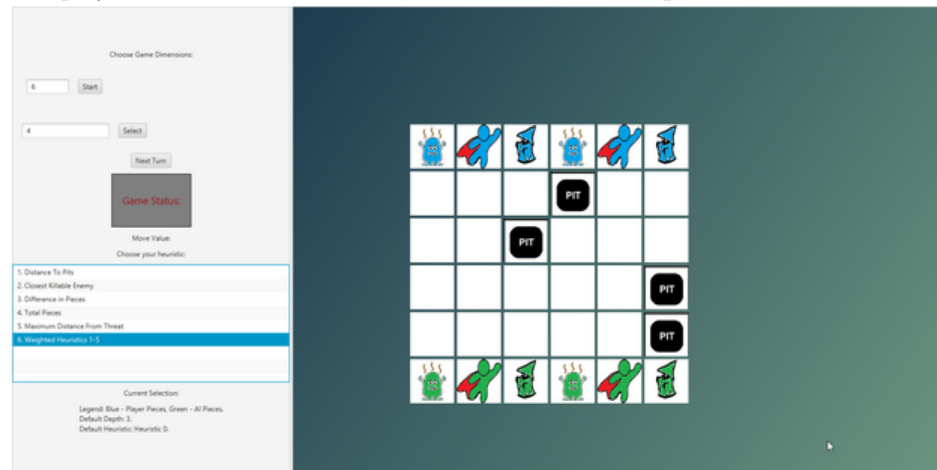 Choose Game Dimensions:
6
Start
4
Select
Next Turn
Game Status:
Move Value:
Choose your heuristic:
1. Distance To Pits
2. Closest Killable Enemy
3. Difference in Pieces
4. Total Pieces
5. Maximum Distance From Threat
6. Weighted Heuristics 1-5
Current Selection:
Legend: Blue - Player Pieces, Green - AI Pieces.
Default Depth: 3.
Default Heuristic: Heuristic 0.
PIT
PIT
PIT
PIT